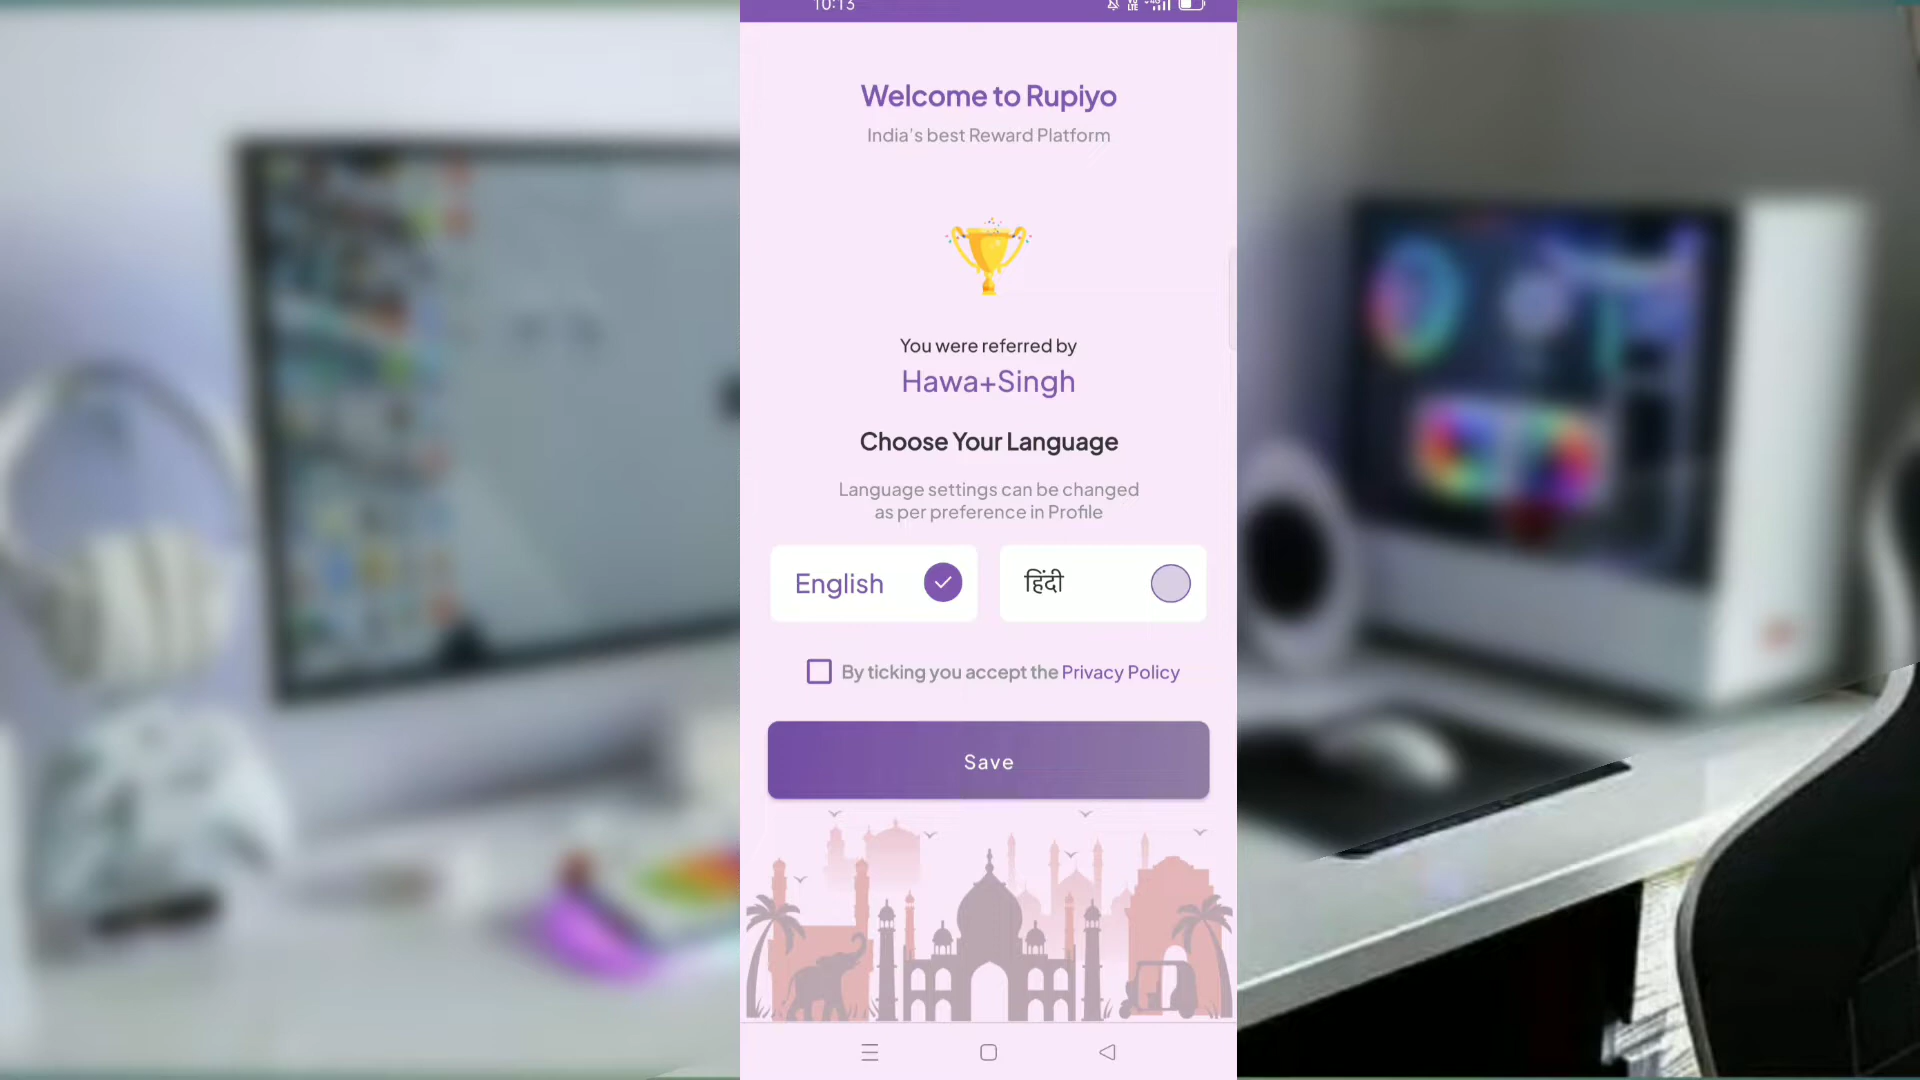 10:13
Welcome to Rupiyo
India's best Reward Platform
You were referred by
Hawa+Singh
Choose Your Language
Language settings can be changed
as per preference in Profile
English
हिंदी
By ticking you accept the Privacy Policy
Save